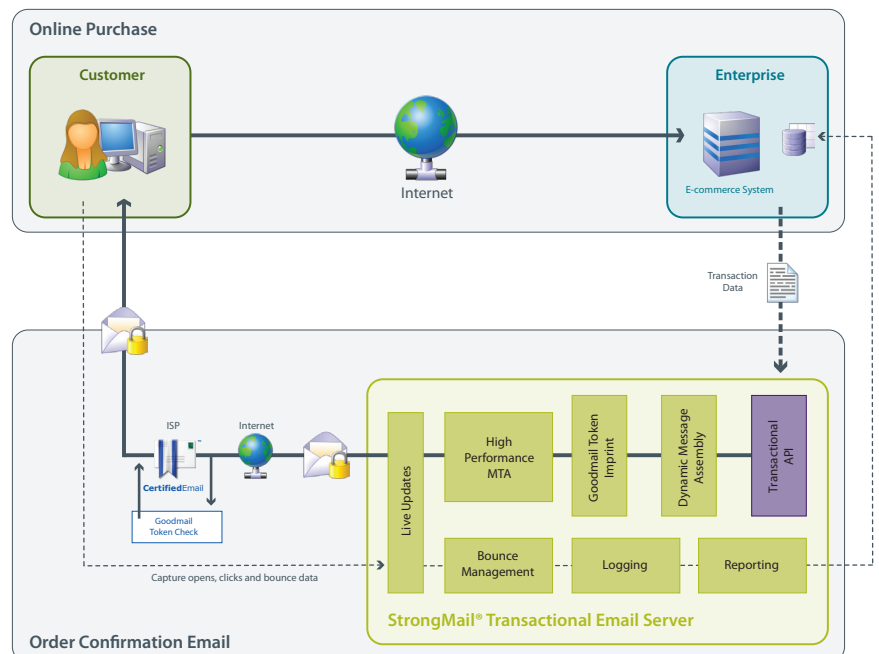 Online Purchase
Customer
Enterprise
Internet
E-commerce System
Transaction
Data
ISP
Internet
™
CertifiedEmail
Goodmail
Token Check
Live Updates
High
Performance
MTA
Goodmail Token
Imprint
Dynamic Message
Assembly
Transactional
API
Bounce
Management
Logging
Reporting
Capture opens, clicks and bounce data
StrongMail® Transactional Email Server
Order Confirmation Email